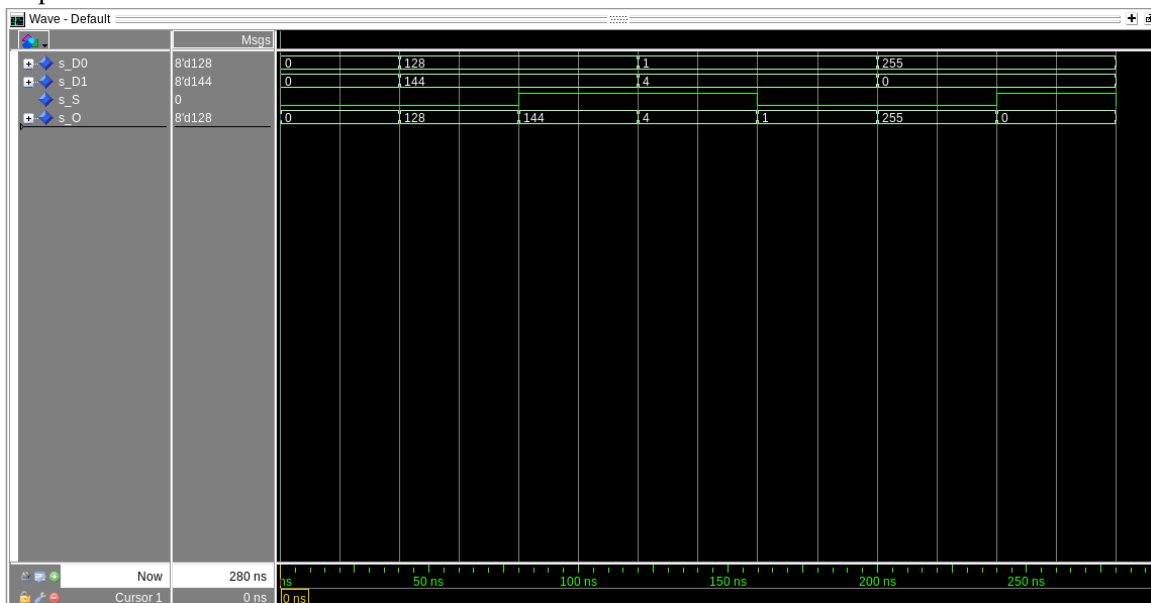 Wave - Default
Msgs
s_D0 8'd128 0 128 1 255
s_D1 8'd144 0 144 4 0
s_S 0
s_O 8'd128 0 128 144 4 1 255 0
Now 280 ns ns 50 ns 100 ns 150 ns 200 ns 250 ns
Cursor 1 0 ns 0 ns